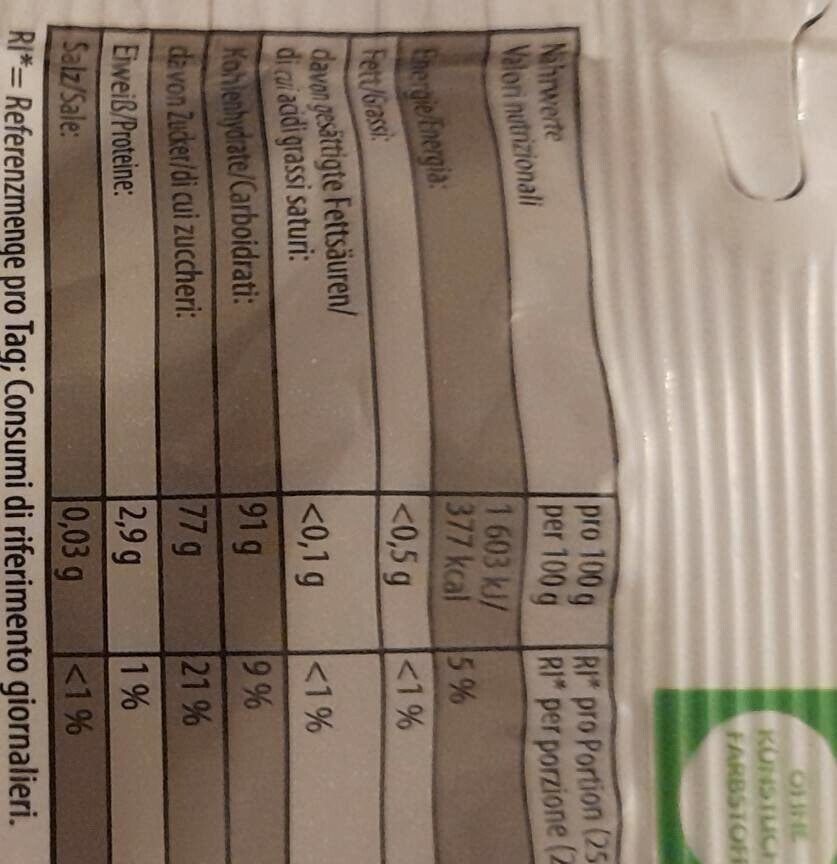 Nährwerte
Valori nutrizionali
pro 100 g
per 100 g
RI* pro Portion (25
RI* per porzione (2
Energie/Energia:
1 603 kJ/
377 kcal
5 %
Fett/Grassi:
<0,5 g
<1 %
davon gesättigte Fettsäuren/
di cui acidi grassi saturi:
<0,1 g
<1 %
Kohlenhydrate/Carboidrati:
91 g
9 %
davon Zucker/di cui zuccheri:
77 g
21 %
Eiweiß/Proteine:
2,9 g
1 %
Salz/Sale:
0,03 g
<1 %
RI*= Referenzmenge pro Tag; Consumi di riferimento giornalieri.
OHNE
KÜNSTLICH
FARBSTOF